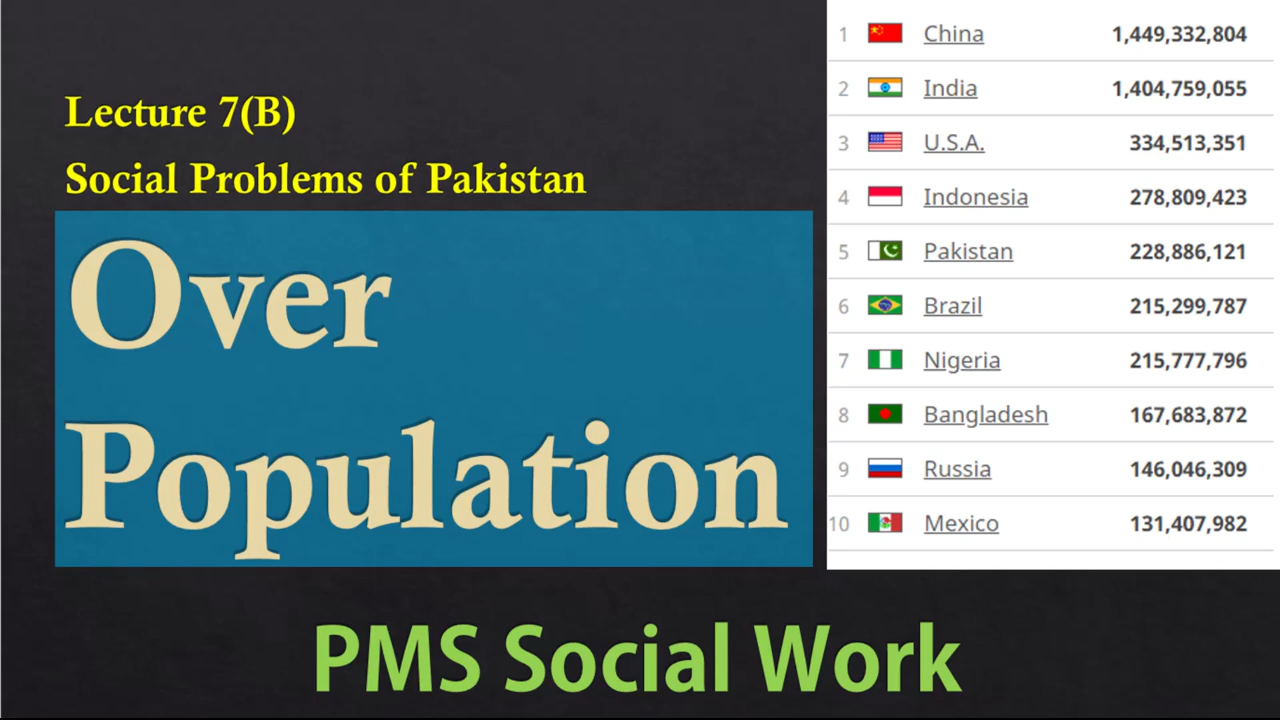 Lecture 7(B)
Social Problems of Pakistan
Over
Population
1 China 1,449,332,804
2 India 1,404,759,055
3 U.S.A. 334,513,351
4 Indonesia 278,809,423
5 Pakistan 228,886,121
6 Brazil 215,299,787
7 Nigeria 215,777,796
8 Bangladesh 167,683,872
9 Russia 146,046,309
10 Mexico 131,407,982
PMS Social Work